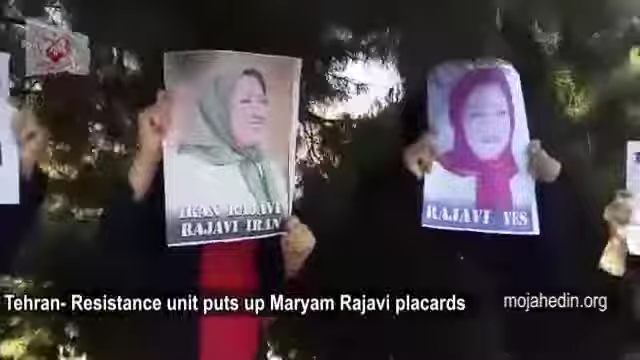 IRAN RAJAVI
RAJAVI IRAN
RAJAVI YES
Tehran- Resistance unit puts up Maryam Rajavi placards
mojahedin.org